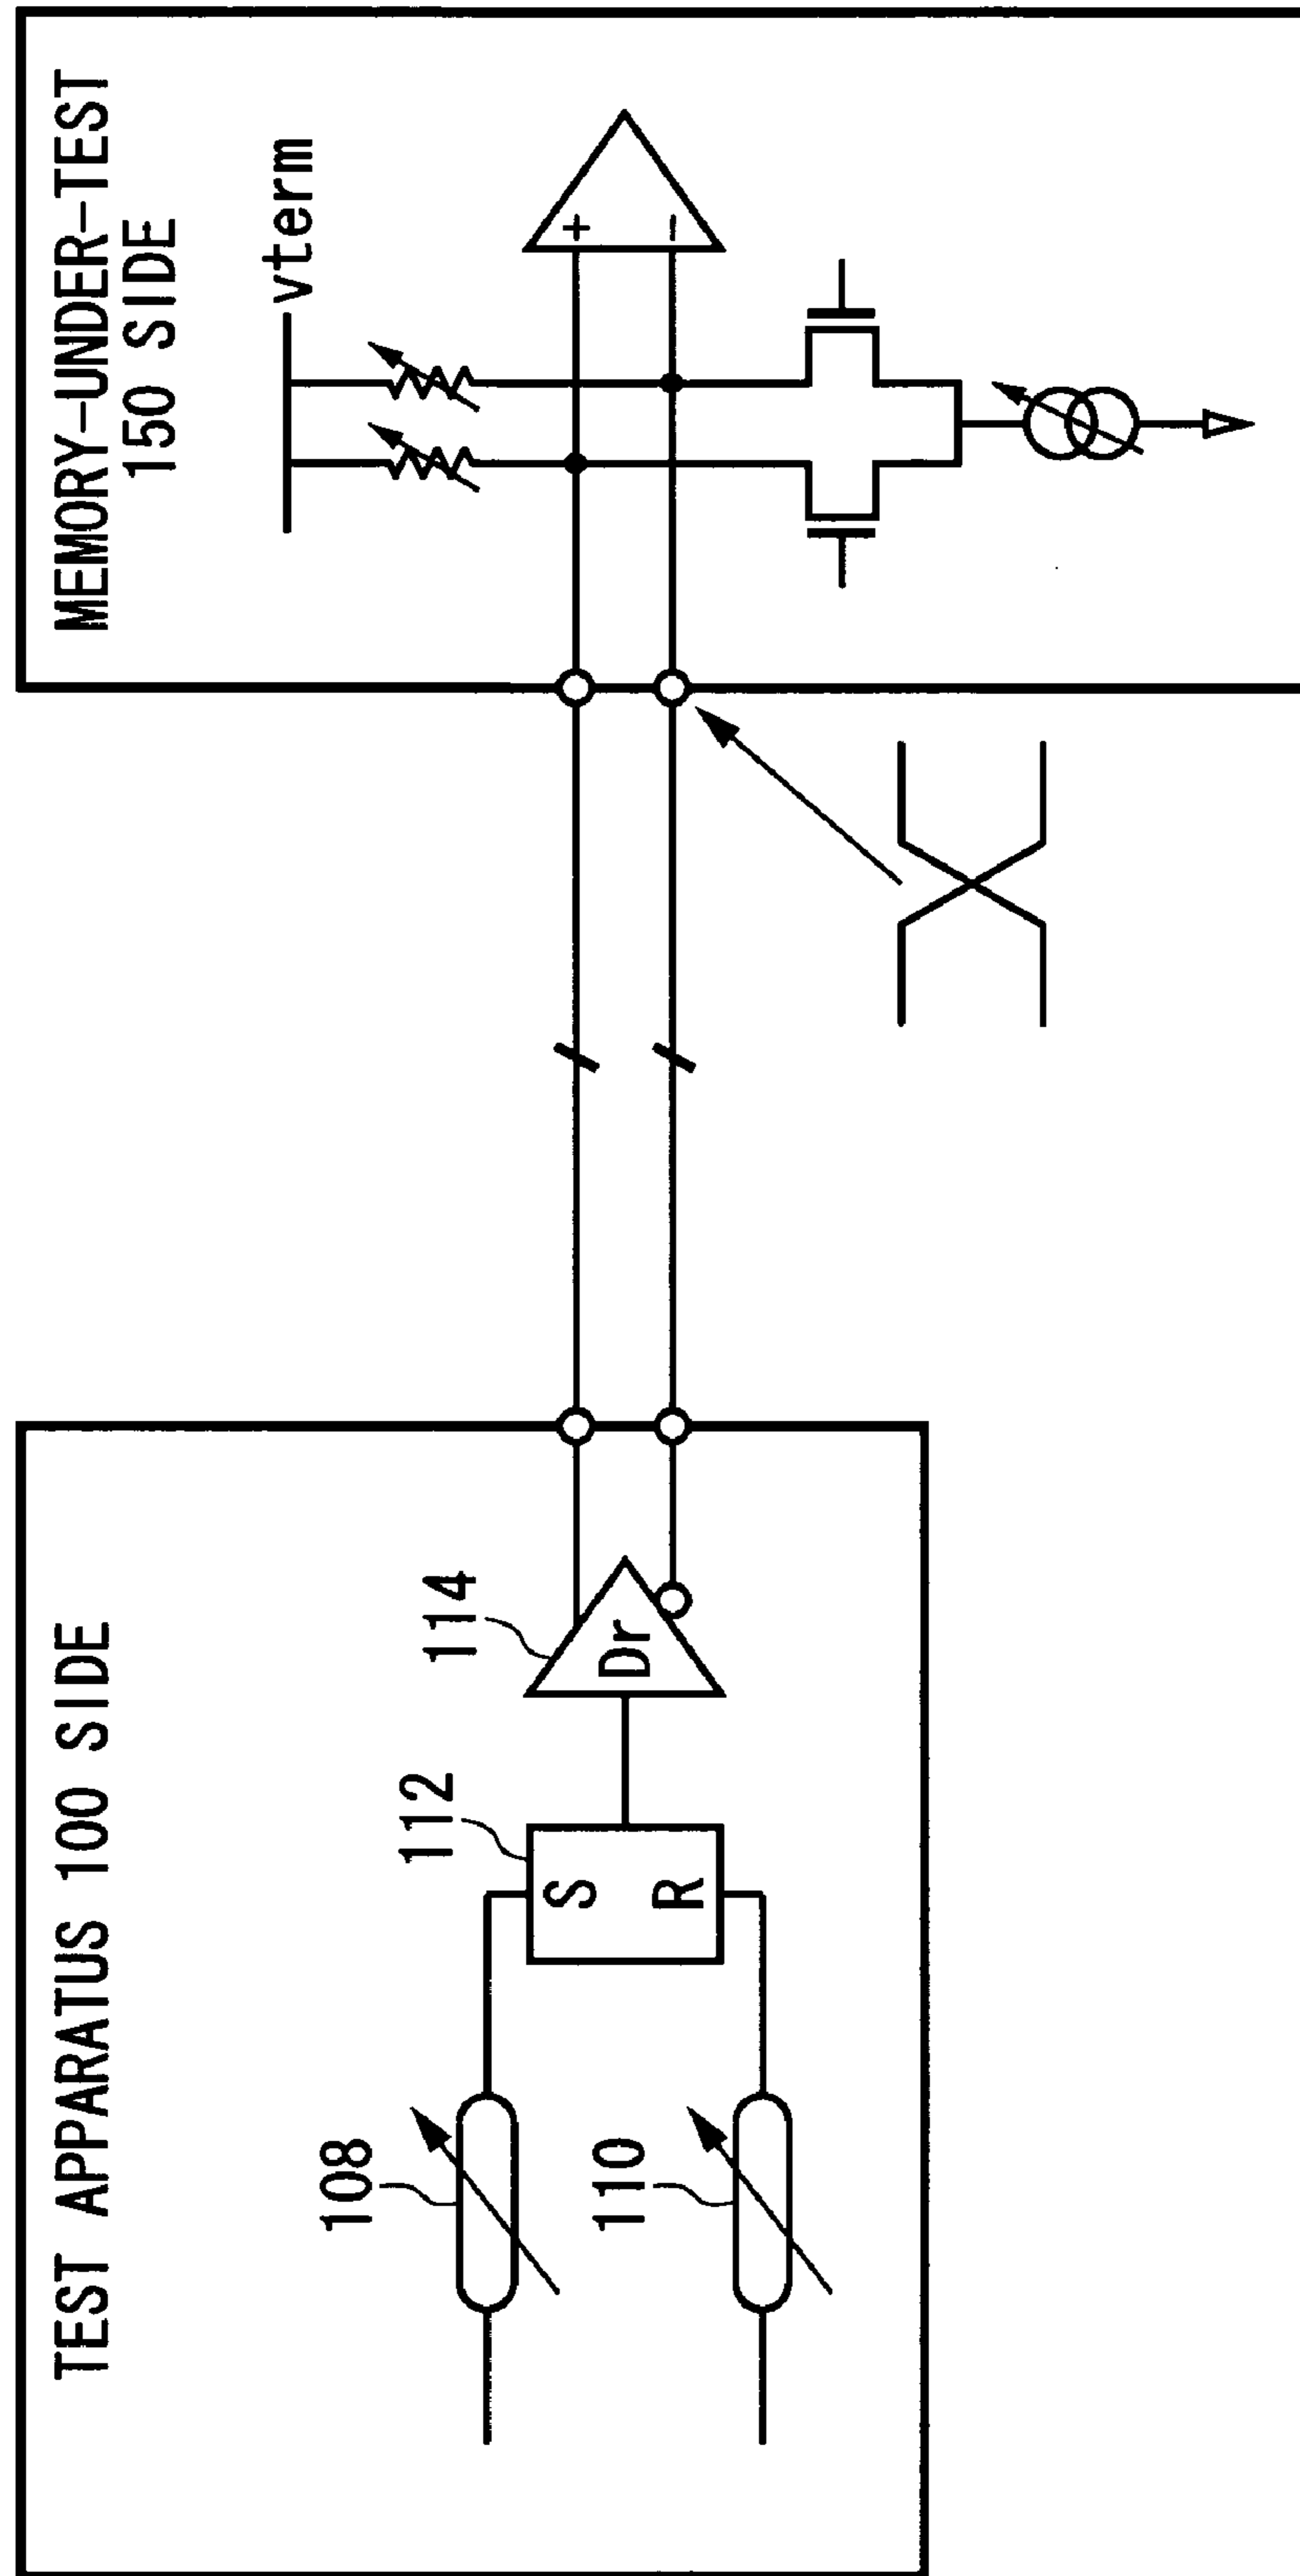 TEST APPARATUS 100 SIDE
108
110
112
S
R
114
Dr
MEMORY-UNDER-TEST
150 SIDE
vterm
+
-